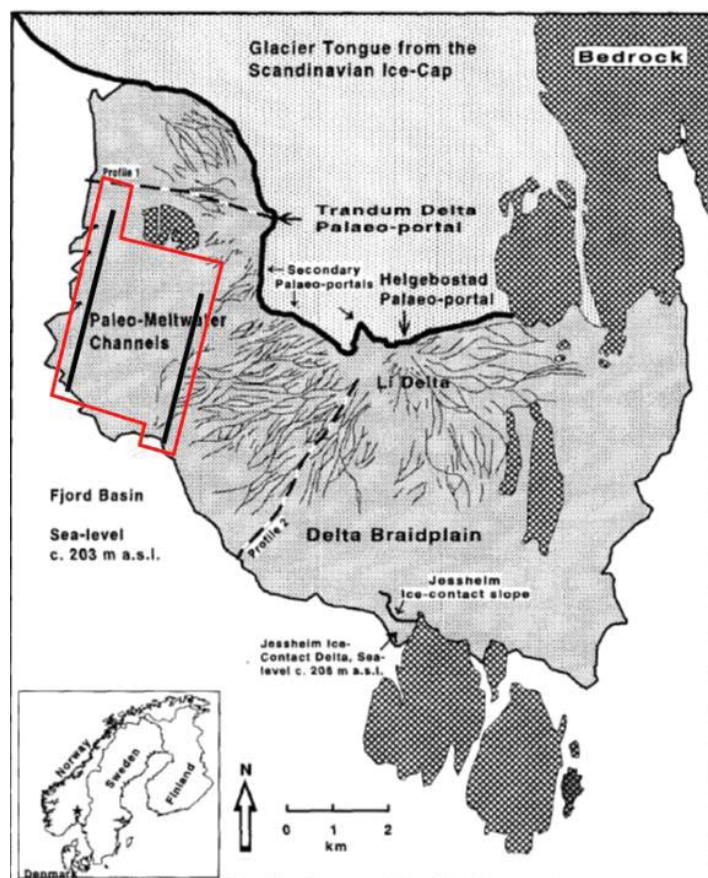 Glacier Tongue from the
Scandinavian Ice-Cap
Bedrock
Profile 1
Trandum Delta
Palaeo-portal
Secondary
Palaeo-portals
Helgebostad
Palaeo-portal
Paleo-Meltwater
Channels
Li Delta
Fjord Basin
Sea-level
c. 203 m a.s.l.
Profile 2
Delta Braidplain
Jessheim
Ice-contact slope
Jessheim Ice-
Contact Delta, Sea-
level c. 206 m a.s.l.
Norway
Sweden
Finland
Denmark
N
0 1 2
km